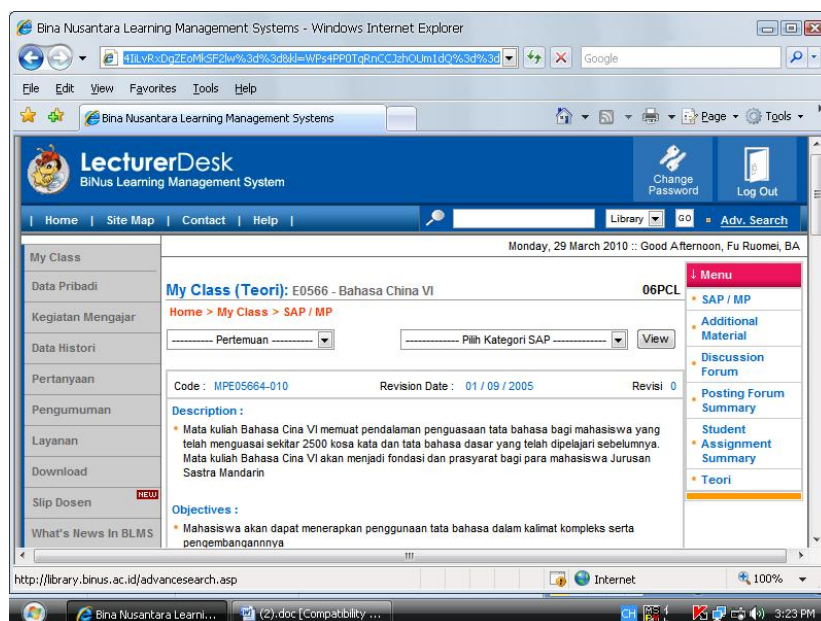 Bina Nusantara Learning Management Systems - Windows Internet Explorer
Google
File Edit View Favorites Tools Help
Bina Nusantara Learning Management Systems
Page Tools
LecturerDesk
BiNus Learning Management System
Change Password
Log Out
| Home | Site Map | Contact | Help |
Library GO Adv. Search
Monday, 29 March 2010 :: Good Afternoon, Fu Ruomei, BA
My Class
Data Pribadi
Kegiatan Mengajar
Data Histori
Pertanyaan
Pengumuman
Layanan
Download
Slip Dosen NEW
What's News In BLMS
My Class (Teori): E0566 - Bahasa China VI 06PCL
Home > My Class > SAP / MP
---------- Pertemuan ---------- ------------- Pilih Kategori SAP ------------- View
Code : MPE05664-010 Revision Date : 01 / 09 / 2005 Revisi 0
Description :
Mata kuliah Bahasa Cina VI memuat pendalaman penguasaan tata bahasa bagi mahasiswa yang
telah menguasai sekitar 2500 kosa kata dan tata bahasa dasar yang telah dipelajari sebelumnya.
Mata kuliah Bahasa Cina VI akan menjadi fondasi dan prasyarat bagi para mahasiswa Jurusan
Sastra Mandarin
Objectives :
Mahasiswa akan dapat menerapkan penggunaan tata bahasa dalam kalimat kompleks serta
pengembangannnya
↓ Menu
SAP / MP
Additional
Material
Discussion
Forum
Posting Forum
Summary
Student
Assignment
Summary
Teori
http://library.binus.ac.id/advancesearch.asp Internet 100%
Bina Nusantara Learni... (2).doc [Compatibility ... CH 3:23 PM